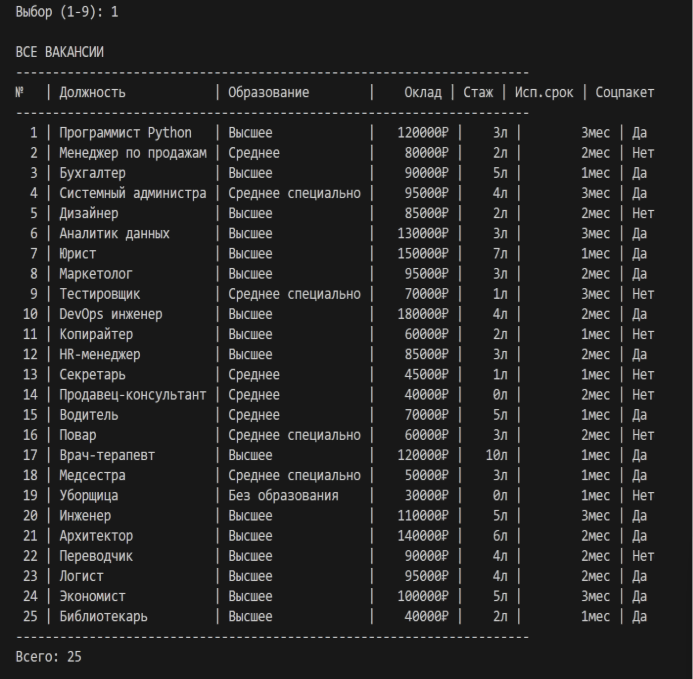 Выбор (1-9): 1
ВСЕ ВАКАНСИИ
----------------------------------------------------------------------
№   | Должность            | Образование        |    Оклад | Стаж | Исп.срок | Соцпакет
----------------------------------------------------------------------
  1 | Программист Python   | Высшее             |   120000₽ |    3л |        3мес | Да
  2 | Менеджер по продажам | Среднее            |    80000₽ |    2л |        2мес | Нет
  3 | Бухгалтер            | Высшее             |    90000₽ |    5л |        1мес | Да
  4 | Системный администра | Среднее специально |    95000₽ |    4л |        3мес | Да
  5 | Дизайнер             | Высшее             |    85000₽ |    2л |        2мес | Нет
  6 | Аналитик данных      | Высшее             |   130000₽ |    3л |        3мес | Да
  7 | Юрист                | Высшее             |   150000₽ |    7л |        1мес | Да
  8 | Маркетолог           | Высшее             |    95000₽ |    3л |        2мес | Да
  9 | Тестировщик          | Среднее специально |    70000₽ |    1л |        3мес | Нет
 10 | DevOps инженер       | Высшее             |   180000₽ |    4л |        2мес | Да
 11 | Копирайтер           | Высшее             |    60000₽ |    2л |        1мес | Нет
 12 | HR-менеджер          | Высшее             |    85000₽ |    3л |        2мес | Да
 13 | Секретарь            | Среднее            |    45000₽ |    1л |        1мес | Нет
 14 | Продавец-консультант | Среднее            |    40000₽ |    0л |        2мес | Нет
 15 | Водитель             | Среднее            |    70000₽ |    5л |        1мес | Да
 16 | Повар                | Среднее специально |    60000₽ |    3л |        2мес | Нет
 17 | Врач-терапевт        | Высшее             |   120000₽ |   10л |        1мес | Да
 18 | Медсестра            | Среднее специально |    50000₽ |    3л |        1мес | Да
 19 | Уборщица             | Без образования    |    30000₽ |    0л |        1мес | Нет
 20 | Инженер              | Высшее             |   110000₽ |    5л |        3мес | Да
 21 | Архитектор           | Высшее             |   140000₽ |    6л |        2мес | Да
 22 | Переводчик           | Высшее             |    90000₽ |    4л |        2мес | Нет
 23 | Логист               | Высшее             |    95000₽ |    4л |        2мес | Да
 24 | Экономист            | Высшее             |   100000₽ |    5л |        3мес | Да
 25 | Библиотекарь         | Высшее             |    40000₽ |    2л |        1мес | Да
----------------------------------------------------------------------
Всего: 25